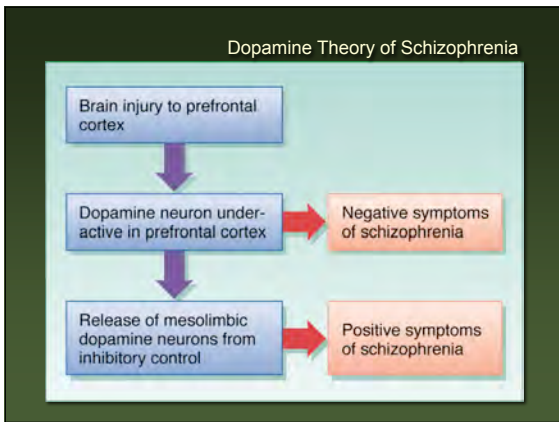 Dopamine Theory of Schizophrenia
Brain injury to prefrontal
cortex
Dopamine neuron under-
active in prefrontal cortex
Negative symptoms
of schizophrenia
Release of mesolimbic
dopamine neurons from
inhibitory control
Positive symptoms
of schizophrenia